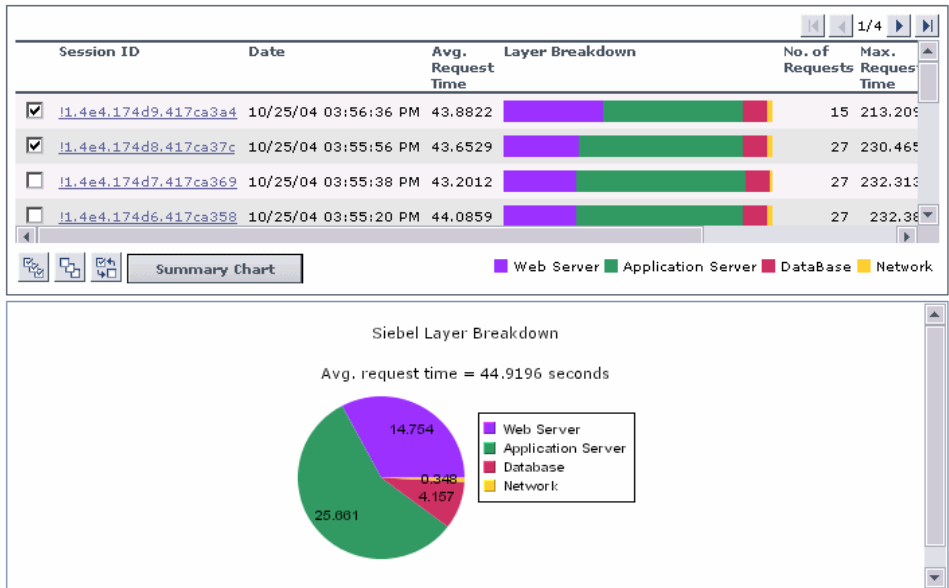 1/4
Session ID Date Avg. Request Time Layer Breakdown No. of Requests Max. Request Time
!1.4e4.174d9.417ca3a4 10/25/04 03:56:36 PM 43.8822 15 213.209
!1.4e4.174d8.417ca37c 10/25/04 03:55:56 PM 43.6529 27 230.465
!1.4e4.174d7.417ca369 10/25/04 03:55:38 PM 43.2012 27 232.313
!1.4e4.174d6.417ca358 10/25/04 03:55:20 PM 44.0859 27 232.38
Summary Chart Web Server Application Server DataBase Network
Siebel Layer Breakdown
Avg. request time = 44.9196 seconds
14.754
0.348
4.157
25.661
Web Server
Application Server
Database
Network